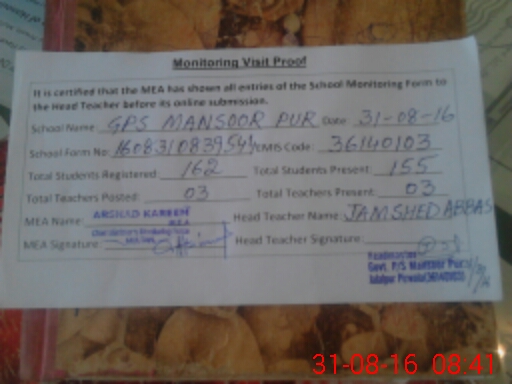 Monitoring Visit Proof
It is certified that the MEA has shown all entries of the School Monitoring Form to
the Head Teacher before its online submission.
School Name: GPS MANSOOR PUR Date 31-08-16
School Form No: EMIS Code: 36140103
Total Students Registered: 162 Total Students Present: 155
Total Teachers Posted: 03 Total Teachers Present: 03
MEA Name: ARSHAD KAREEM Head Teacher Name: JAMSHED ABBAS
MEA Signature: Head Teacher Signature:
Headmaster
Govt. P/S Mansoor Pur
31-08-16 08:41